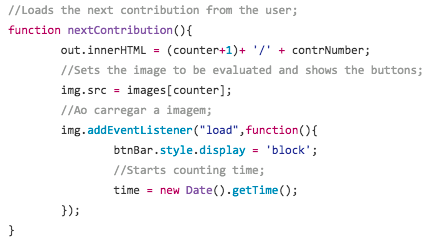 //Loads the next contribution from the user;
function nextContribution(){
out.innerHTML = (counter+1)+ '/' + contrNumber;
//Sets the image to be evaluated and shows the buttons;
img.src = images[counter];
//Ao carregar a imagem;
img.addEventListener("load",function(){
btnBar.style.display = 'block';
//Starts counting time;
time = new Date().getTime();
});
}